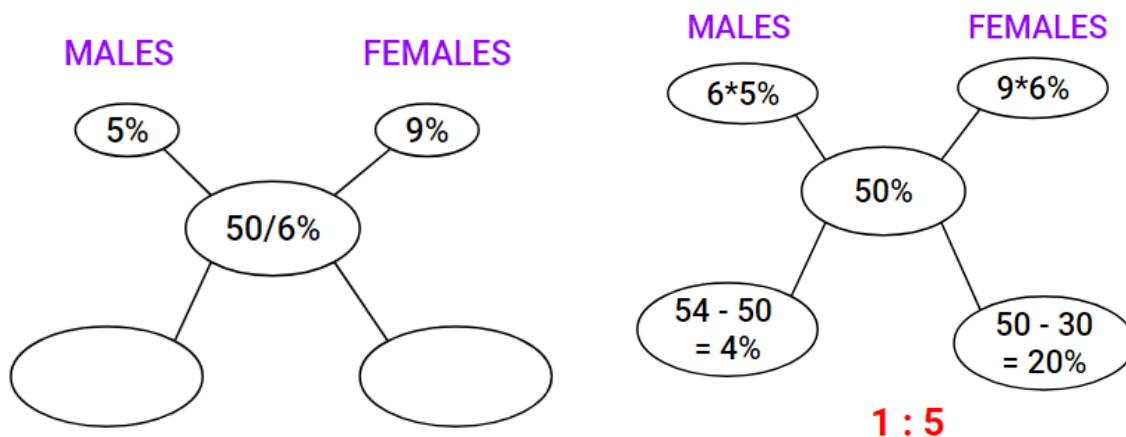 MALES
FEMALES
5%
9%
50/6%
MALES
FEMALES
6*5%
9*6%
50%
54 - 50
= 4%
50 - 30
= 20%
1 : 5